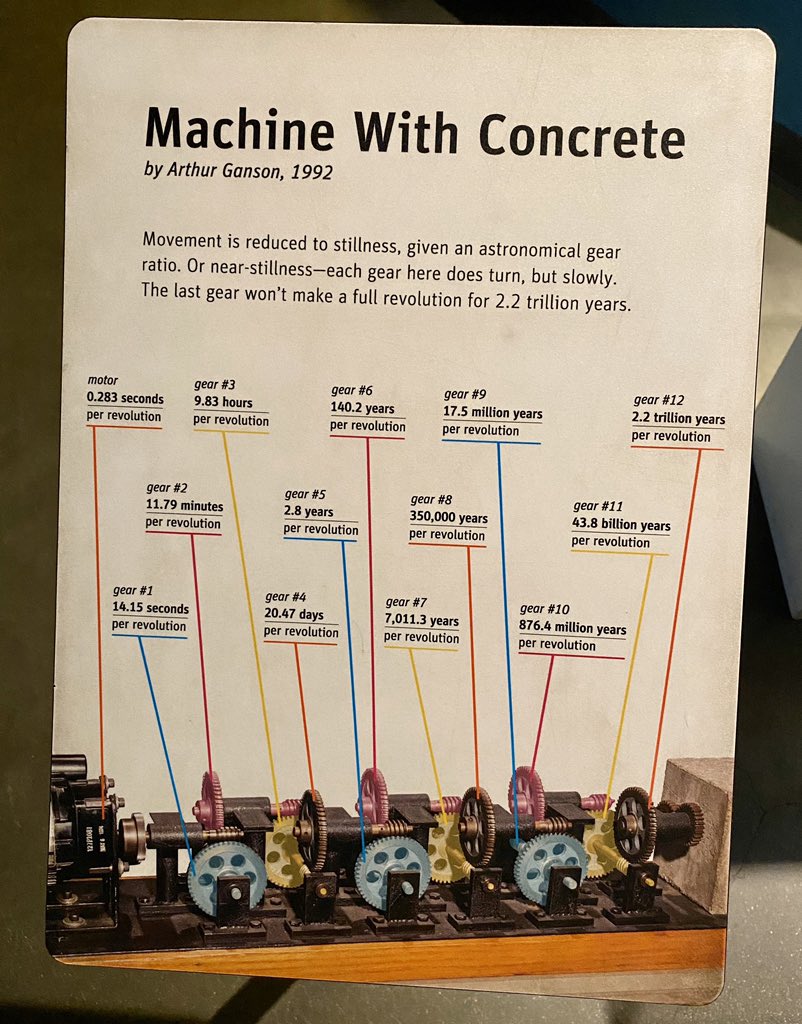 Machine With Concrete
by Arthur Ganson, 1992
Movement is reduced to stillness, given an astronomical gear
ratio. Or near-stillness—each gear here does turn, but slowly.
The last gear won't make a full revolution for 2.2 trillion years.
motor
0.283 seconds
per revolution
gear #1
14.15 seconds
per revolution
gear #2
11.79 minutes
per revolution
gear #3
9.83 hours
per revolution
gear #4
20.47 days
per revolution
gear #5
2.8 years
per revolution
gear #6
140.2 years
per revolution
gear #7
7,011.3 years
per revolution
gear #8
350,000 years
per revolution
gear #9
17.5 million years
per revolution
gear #10
876.4 million years
per revolution
gear #11
43.8 billion years
per revolution
gear #12
2.2 trillion years
per revolution